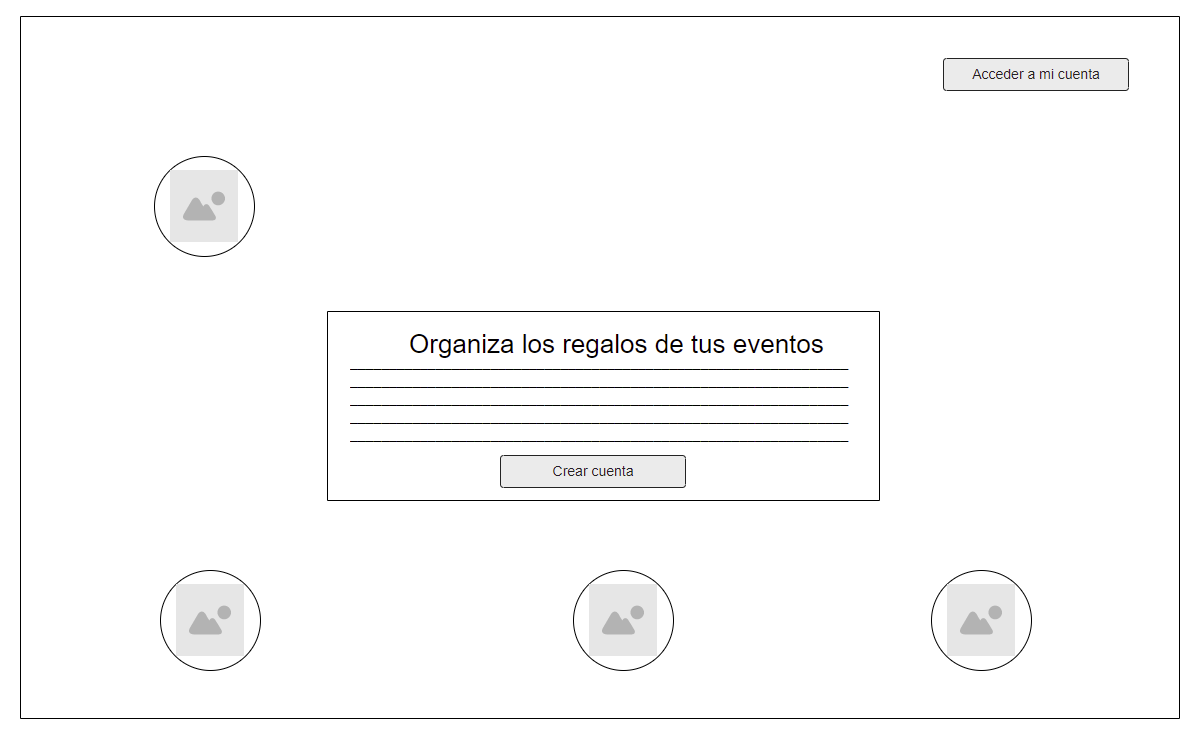 Acceder a mi cuenta
Organiza los regalos de tus eventos
Crear cuenta